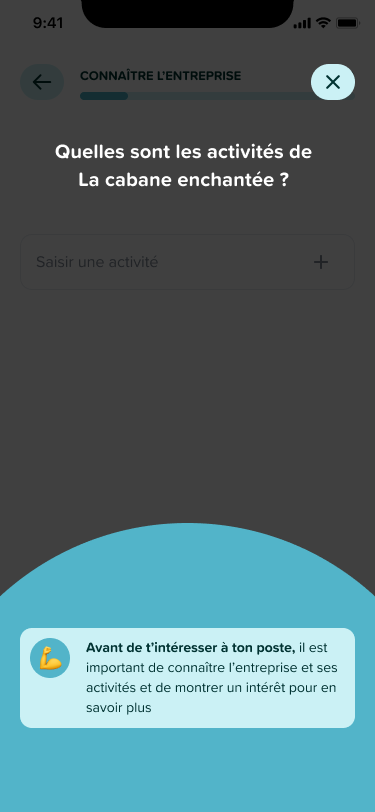 9:41
CONNAÎTRE L'ENTREPRISE
Quelles sont les activités de
La cabane enchantée ?
Saisir une activité
Avant de t'intéresser à ton poste, il est
important de connaître l'entreprise et ses
activités et de montrer un intérêt pour en
savoir plus